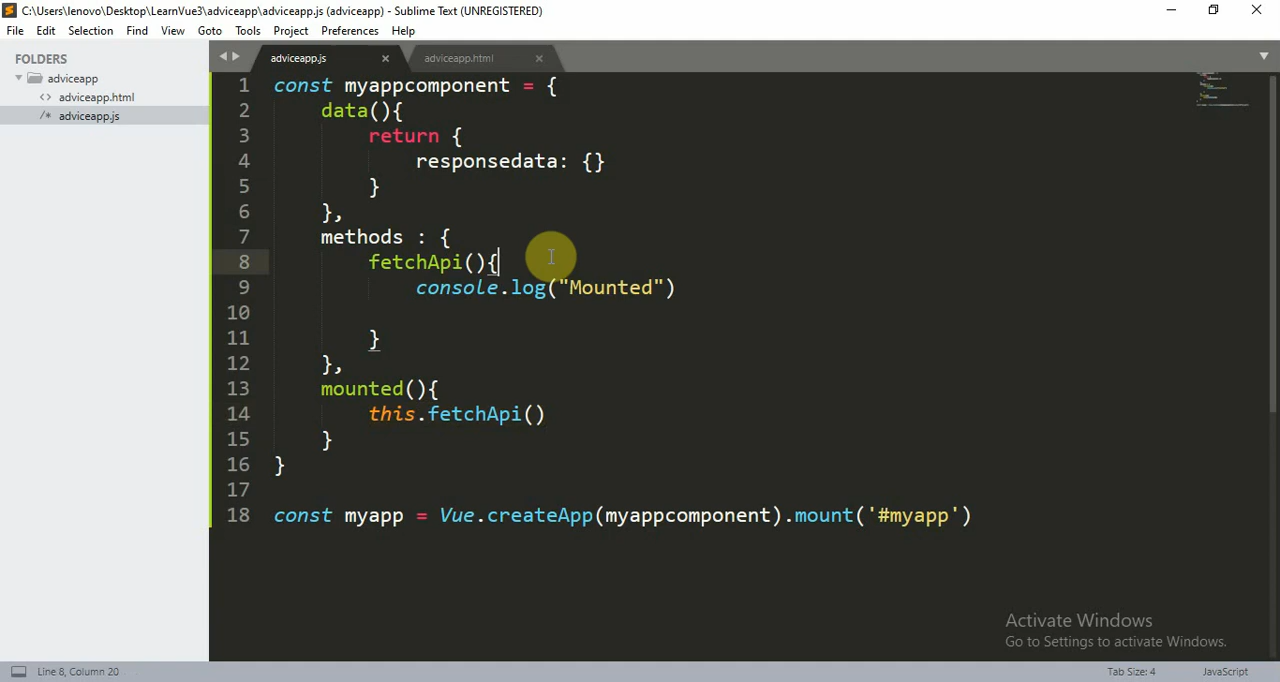 C:\Users\lenovo\Desktop\LearnVue3\adviceapp\adviceapp.js (adviceapp) - Sublime Text (UNREGISTERED)
File Edit Selection Find View Goto Tools Project Preferences Help
FOLDERS
adviceapp
<> adviceapp.html
/* adviceapp.js
adviceapp.js × adviceapp.html ×
1 const myappcomponent = {
2     data(){
3         return {
4             responsedata: {}
5         }
6     },
7     methods : {
8         fetchApi(){
9             console.log("Mounted")
10
11         }
12     },
13     mounted(){
14         this.fetchApi()
15     }
16 }
17
18 const myapp = Vue.createApp(myappcomponent).mount('#myapp')
Activate Windows
Go to Settings to activate Windows.
Line 8, Column 20 Tab Size: 4 JavaScript